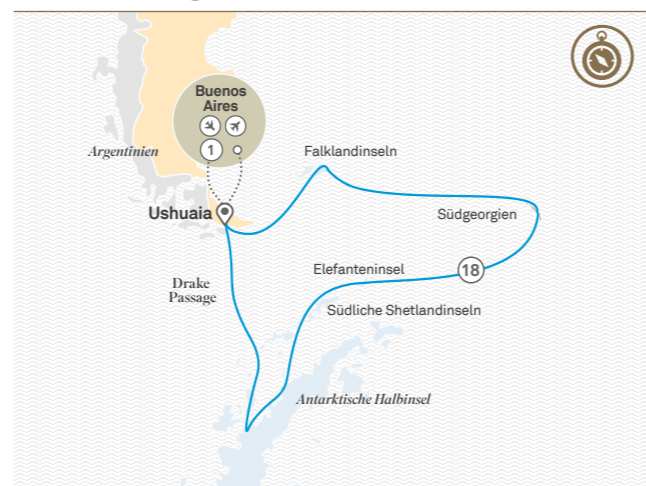 Buenos
Aires
1
Argentinien
Falklandinseln
Ushuaia
Südgeorgien
Elefanteninsel
18
Drake
Passage
Südliche Shetlandinseln
Antarktische Halbinsel